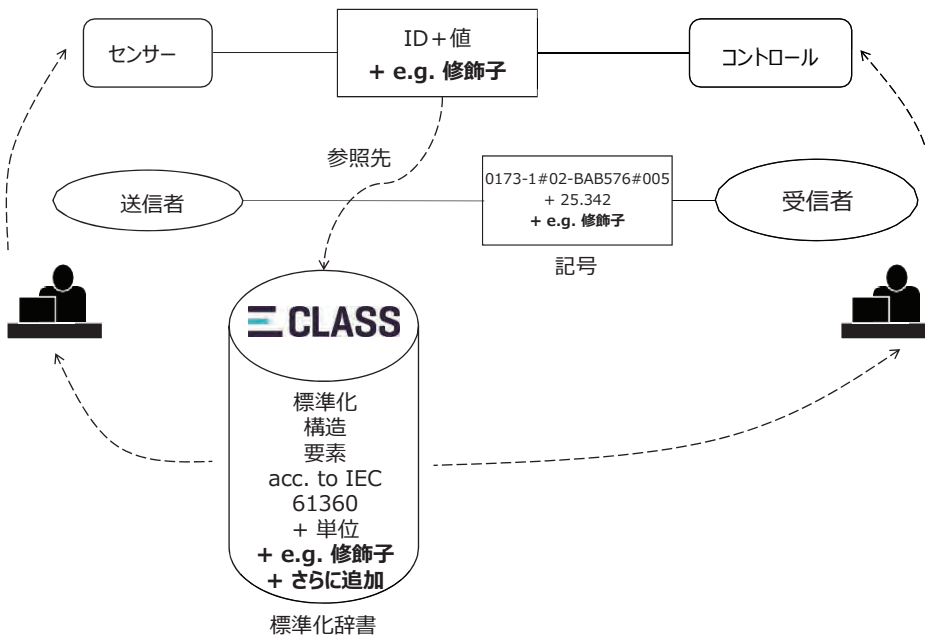 センサー
ID+値
+ e.g. 修飾子
コントロール
参照先
送信者
0173-1#02-BAB576#005
+ 25.342
+ e.g. 修飾子
受信者
記号
ECLASS
標準化
構造
要素
acc. to IEC
61360
+ 単位
+ e.g. 修飾子
+ さらに追加
標準化辞書